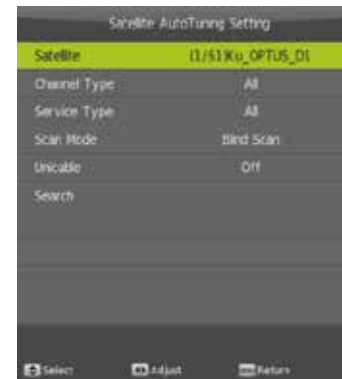 Satellite AutoTuning Setting
Satellite (1/6)Ku_OPTUS_D1
Channel Type All
Service Type All
Scan Mode Blind Scan
Unicable Off
Search
Select Adjust Return